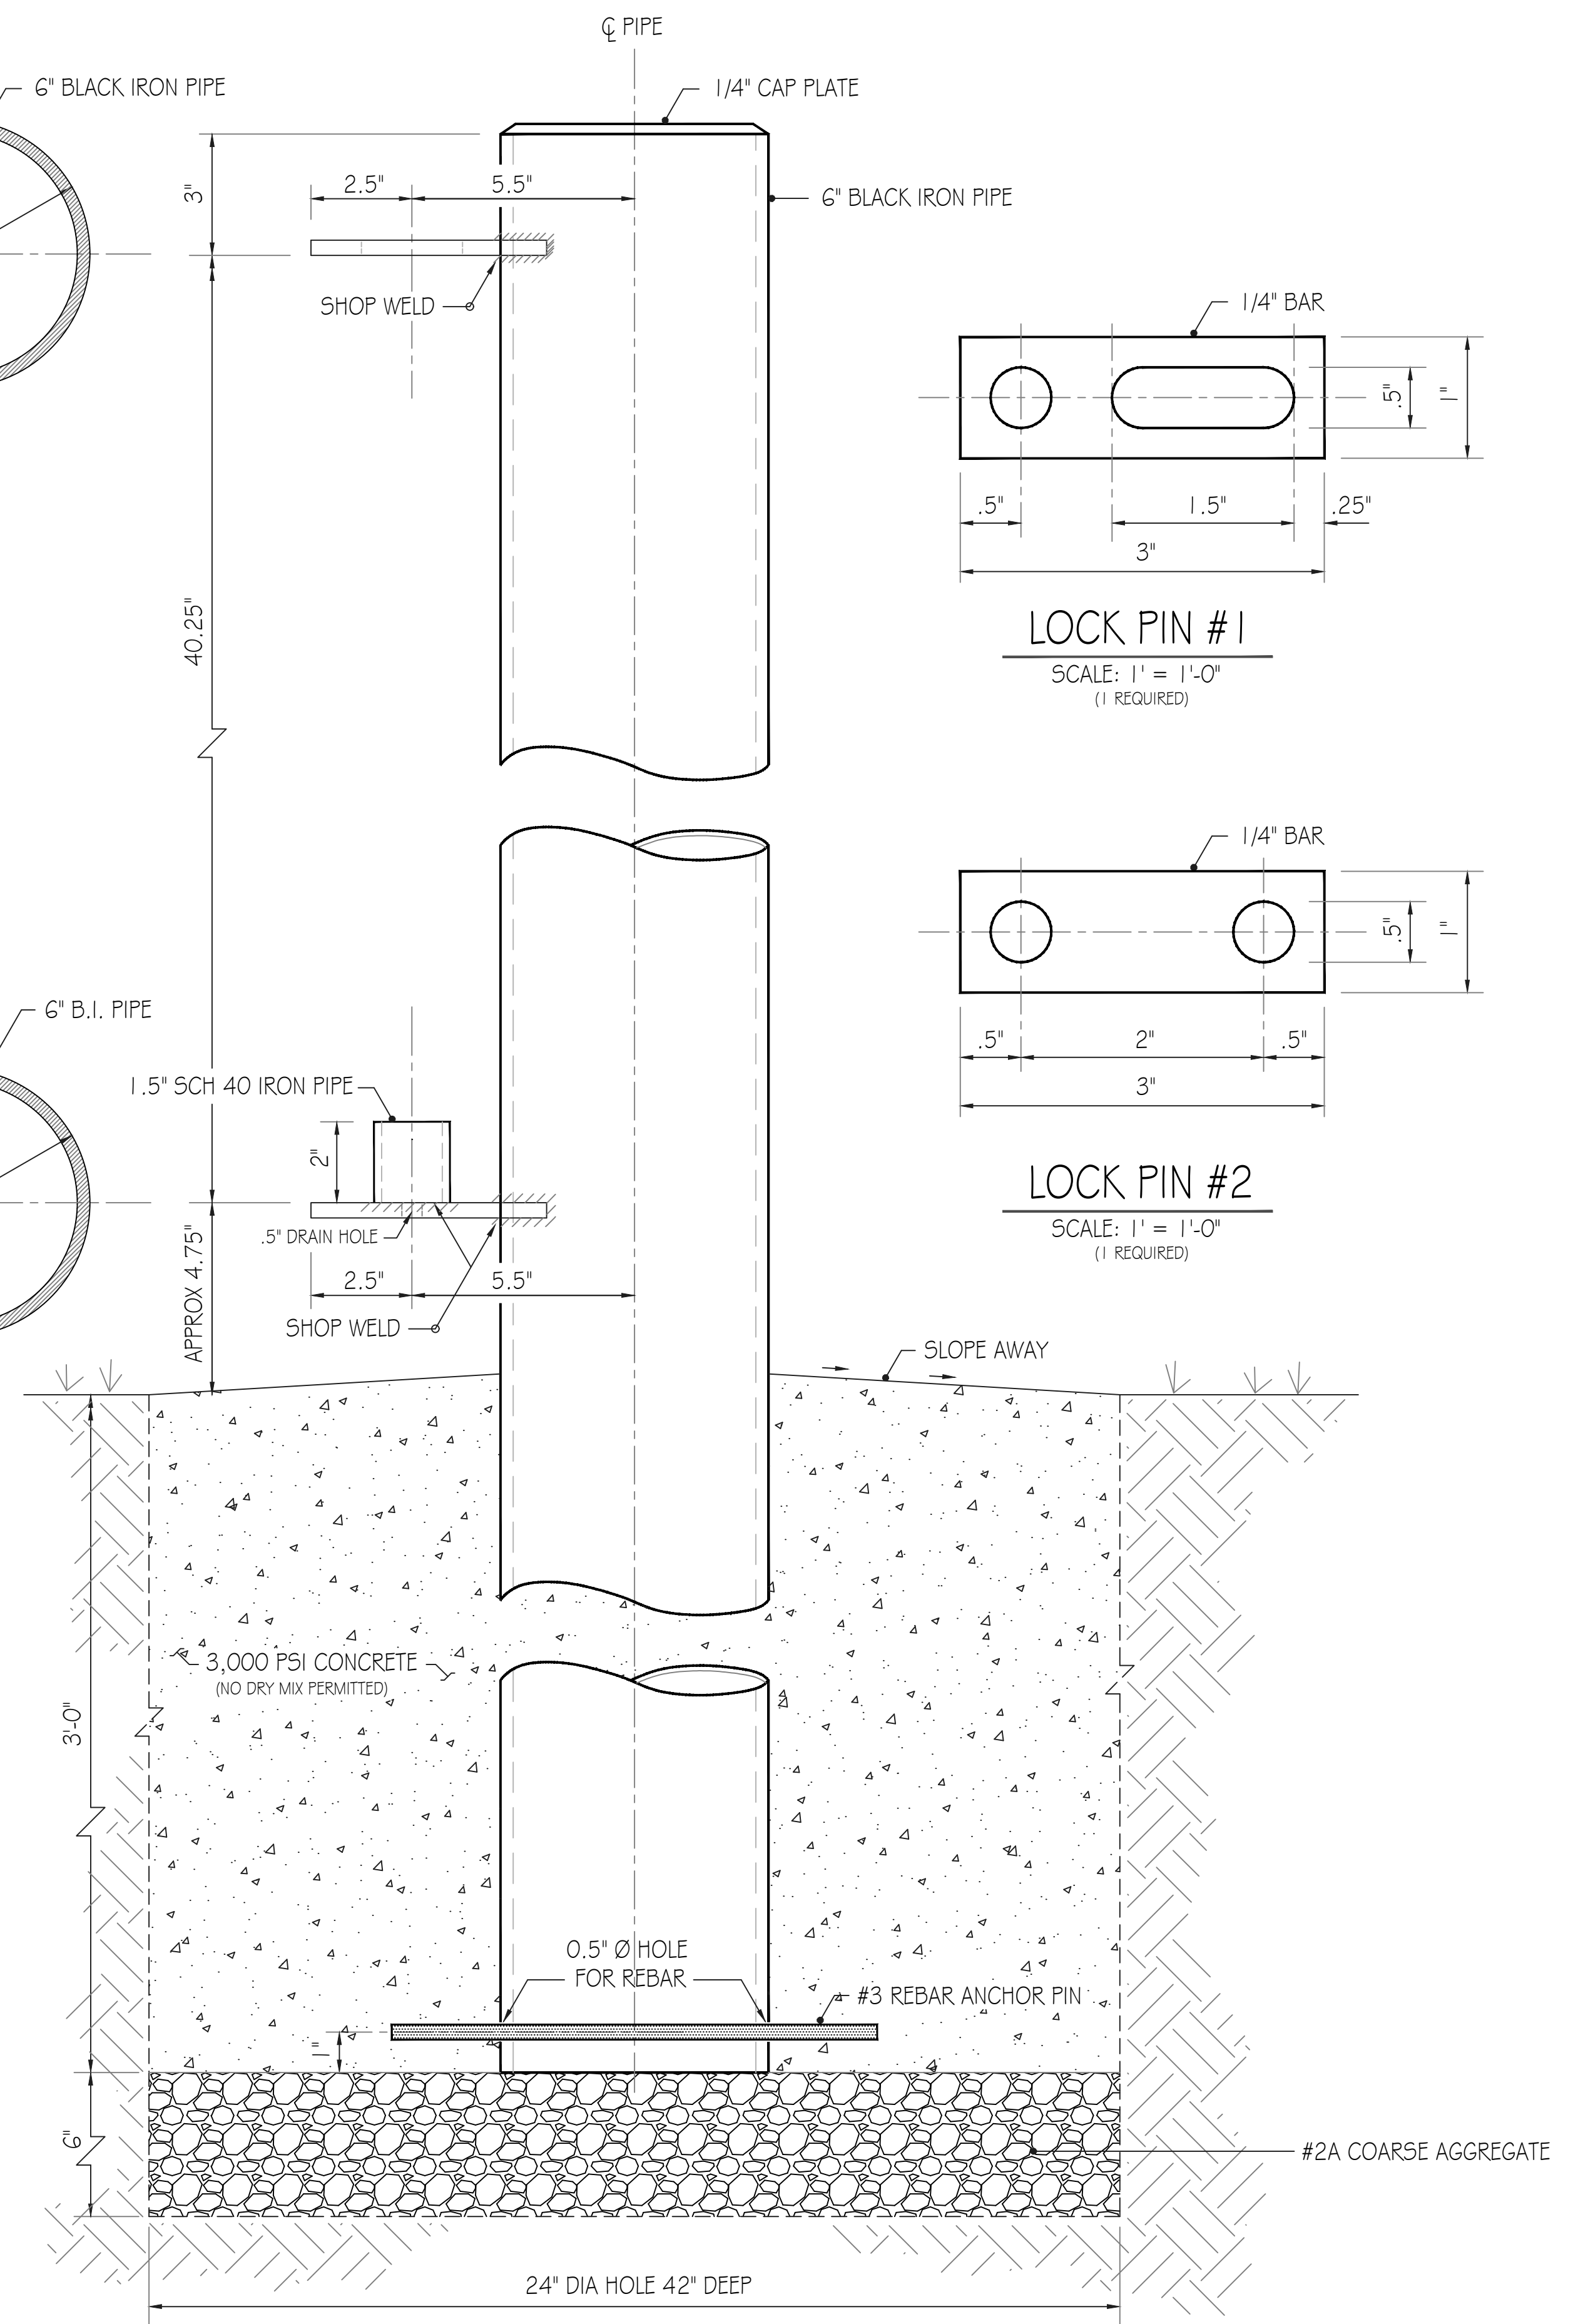 ℄ PIPE
6" BLACK IRON PIPE
1/4" CAP PLATE
3"
2.5"
5.5"
6" BLACK IRON PIPE
SHOP WELD
1/4" BAR
.5"
1"
.5"
1.5"
.25"
3"
40.25"
LOCK PIN #1
SCALE: 1' = 1'-0"
(1 REQUIRED)
1/4" BAR
.5"
1"
6" B.I. PIPE
.5"
2"
.5"
3"
1.5" SCH 40 IRON PIPE
2"
LOCK PIN #2
SCALE: 1' = 1'-0"
(1 REQUIRED)
.5" DRAIN HOLE
APPROX 4.75"
2.5"
5.5"
SHOP WELD
SLOPE AWAY
3,000 PSI CONCRETE
(NO DRY MIX PERMITTED)
3'-0"
0.5" Ø HOLE
FOR REBAR
#3 REBAR ANCHOR PIN
1"
6"
#2A COARSE AGGREGATE
24" DIA HOLE 42" DEEP